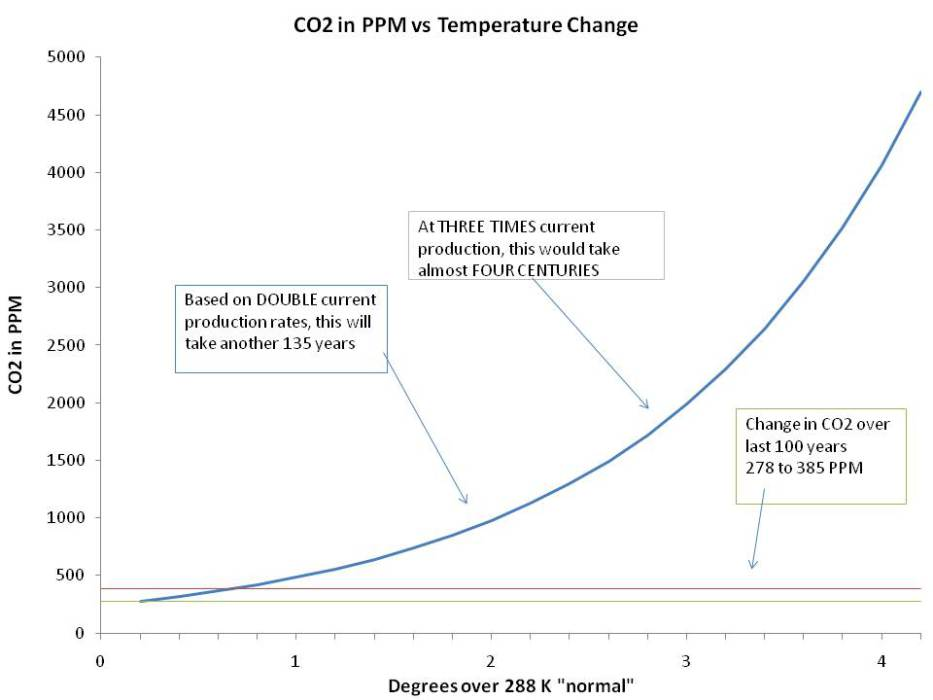 CO2 in PPM vs Temperature Change
5000
4500
4000
3500
3000
2500
2000
1500
1000
500
0
CO2 in PPM
At THREE TIMES current
production, this would take
almost FOUR CENTURIES
Based on DOUBLE current
production rates, this will
take another 135 years
Change in CO2 over
last 100 years
278 to 385 PPM
0 1 2 3 4
Degrees over 288 K "normal"